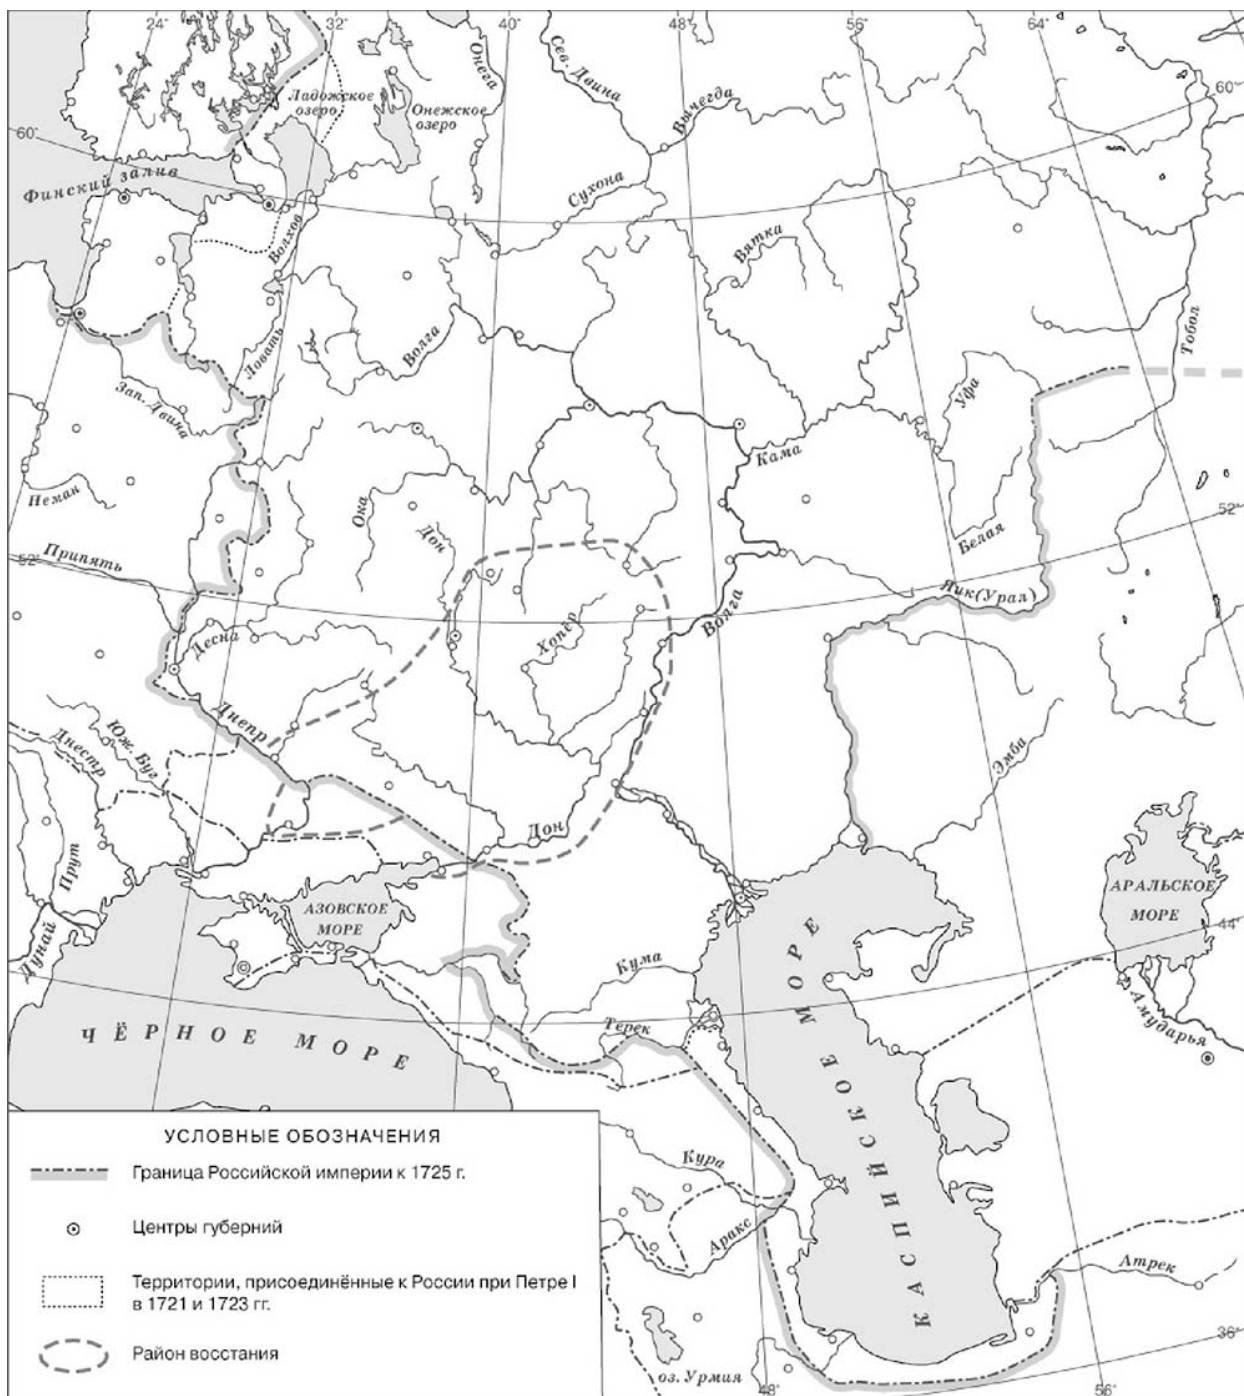 24°
32°
40°
48°
56°
64°
60°
60°
Онега
Сев. Двина
Вычегда
Ладожское
озеро
Онежское
озеро
Сухона
Финский залив
Волхов
Вятка
Ловать
Волга
Тобол
Зап. Двина
Уфа
Кама
Неман
Ока
Дон
52°
52°
Белая
Припять
Яик (Урал)
Десна
Хопёр
Волга
Днепр
Днестр
Юж. Буг
Эмба
Дон
Прут
АЗОВСКОЕ
МОРЕ
АРАЛЬСКОЕ
МОРЕ
44°
Дунай
Кума
Амударья
ЧЁРНОЕ МОРЕ
Терек
КАСПИЙСКОЕ МОРЕ
Кура
Аракс
Атрек
оз. Урмия
36°
48°
56°
УСЛОВНЫЕ ОБОЗНАЧЕНИЯ
Граница Российской империи к 1725 г.
Центры губерний
Территории, присоединённые к России при Петре I
в 1721 и 1723 гг.
Район восстания